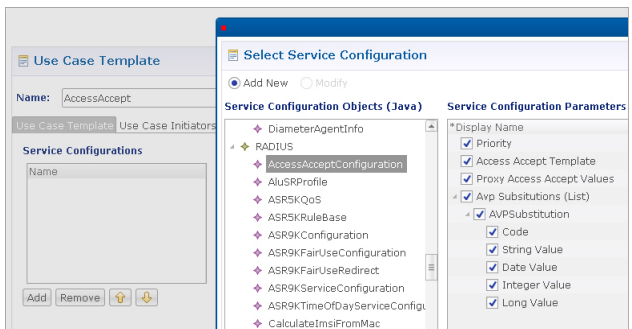 Use Case Template
Name: AccessAccept
Use Case Template Use Case Initiators
Service Configurations
Name
Add Remove
Select Service Configuration
Add New Modify
Service Configuration Objects (Java)
DiameterAgentInfo
RADIUS
AccessAcceptConfiguration
AluSRProfile
ASR5KQoS
ASR5KRuleBase
ASR9KConfiguration
ASR9KFairUseConfiguration
ASR9KFairUseRedirect
ASR9KServiceConfiguration
ASR9KTimeOfDayServiceConfigu
CalculateImsiFromMac
Service Configuration Parameters
*Display Name
Priority
Access Accept Template
Proxy Access Accept Values
Avp Subsitutions (List)
AVPSubstitution
Code
String Value
Date Value
Integer Value
Long Value